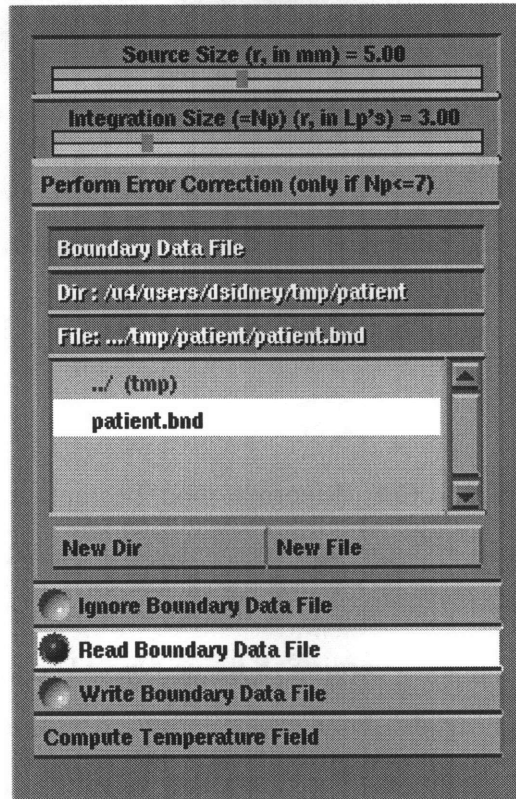 Source Size (r, in mm) = 5.00
Integration Size (=Np) (r, in Lp's) = 3.00
Perform Error Correction (only if Np<=7)
Boundary Data File
Dir : /u4/users/dsidney/tmp/patient
File: .../tmp/patient/patient.bnd
../ (tmp)
patient.bnd
New Dir New File
Ignore Boundary Data File
Read Boundary Data File
Write Boundary Data File
Compute Temperature Field